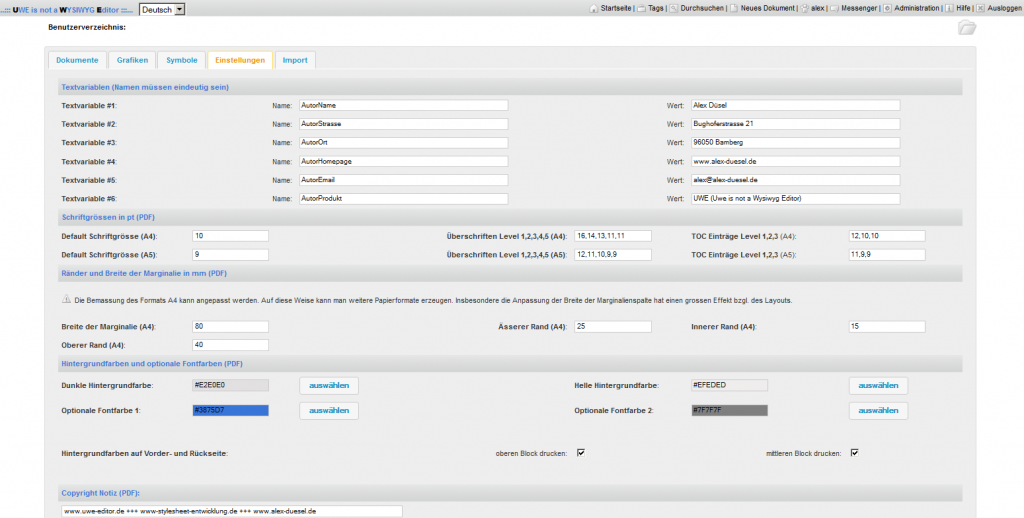 ..::: UWE is not a WYSIWYG Editor :::.. Deutsch Startseite | Tags | Durchsuchen | Neues Dokument | alex | Messenger | Administration | Hilfe | Ausloggen
Benutzerverzeichnis:
Dokumente Grafiken Symbole Einstellungen Import
Textvariablen (Namen müssen eindeutig sein)
Textvariable #1: Name: AutorName Wert: Alex Düsel
Textvariable #2: Name: AutorStrasse Wert: Bughoferstrasse 21
Textvariable #3: Name: AutorOrt Wert: 96050 Bamberg
Textvariable #4: Name: AutorHomepage Wert: www.alex-duesel.de
Textvariable #5: Name: AutorEmail Wert: alex@alex-duesel.de
Textvariable #6: Name: AutorProdukt Wert: UWE (Uwe is not a Wysiwyg Editor)
Schriftgrössen in pt (PDF)
Default Schriftgrösse (A4): 10 Überschriften Level 1,2,3,4,5 (A4): 16,14,13,11,11 TOC Einträge Level 1,2,3 (A4): 12,10,10
Default Schriftgrösse (A5): 9 Überschriften Level 1,2,3,4,5 (A5): 12,11,10,9,9 TOC Einträge Level 1,2,3 (A5): 11,9,9
Ränder und Breite der Marginalie in mm (PDF)
Die Bemassung des Formats A4 kann angepasst werden. Auf diese Weise kann man weitere Papierformate erzeugen. Insbesondere die Anpassung der Breite der Marginalienspalte hat einen grossen Effekt bzgl. des Layouts.
Breite der Marginalie (A4): 80 Ässerer Rand (A4): 25 Innerer Rand (A4): 15
Oberer Rand (A4): 40
Hintergrundfarben und optionale Fontfarben (PDF)
Dunkle Hintergrundfarbe: #E2E0E0 auswählen Helle Hintergrundfarbe: #EFEDED auswählen
Optionale Fontfarbe 1: #3875D7 auswählen Optionale Fontfarbe 2: #7F7F7F auswählen
Hintergrundfarben auf Vorder- und Rückseite: oberen Block drucken: mittleren Block drucken:
Copyright Notiz (PDF):
www.uwe-editor.de +++ www-stylesheet-entwicklung.de +++ www.alex-duesel.de